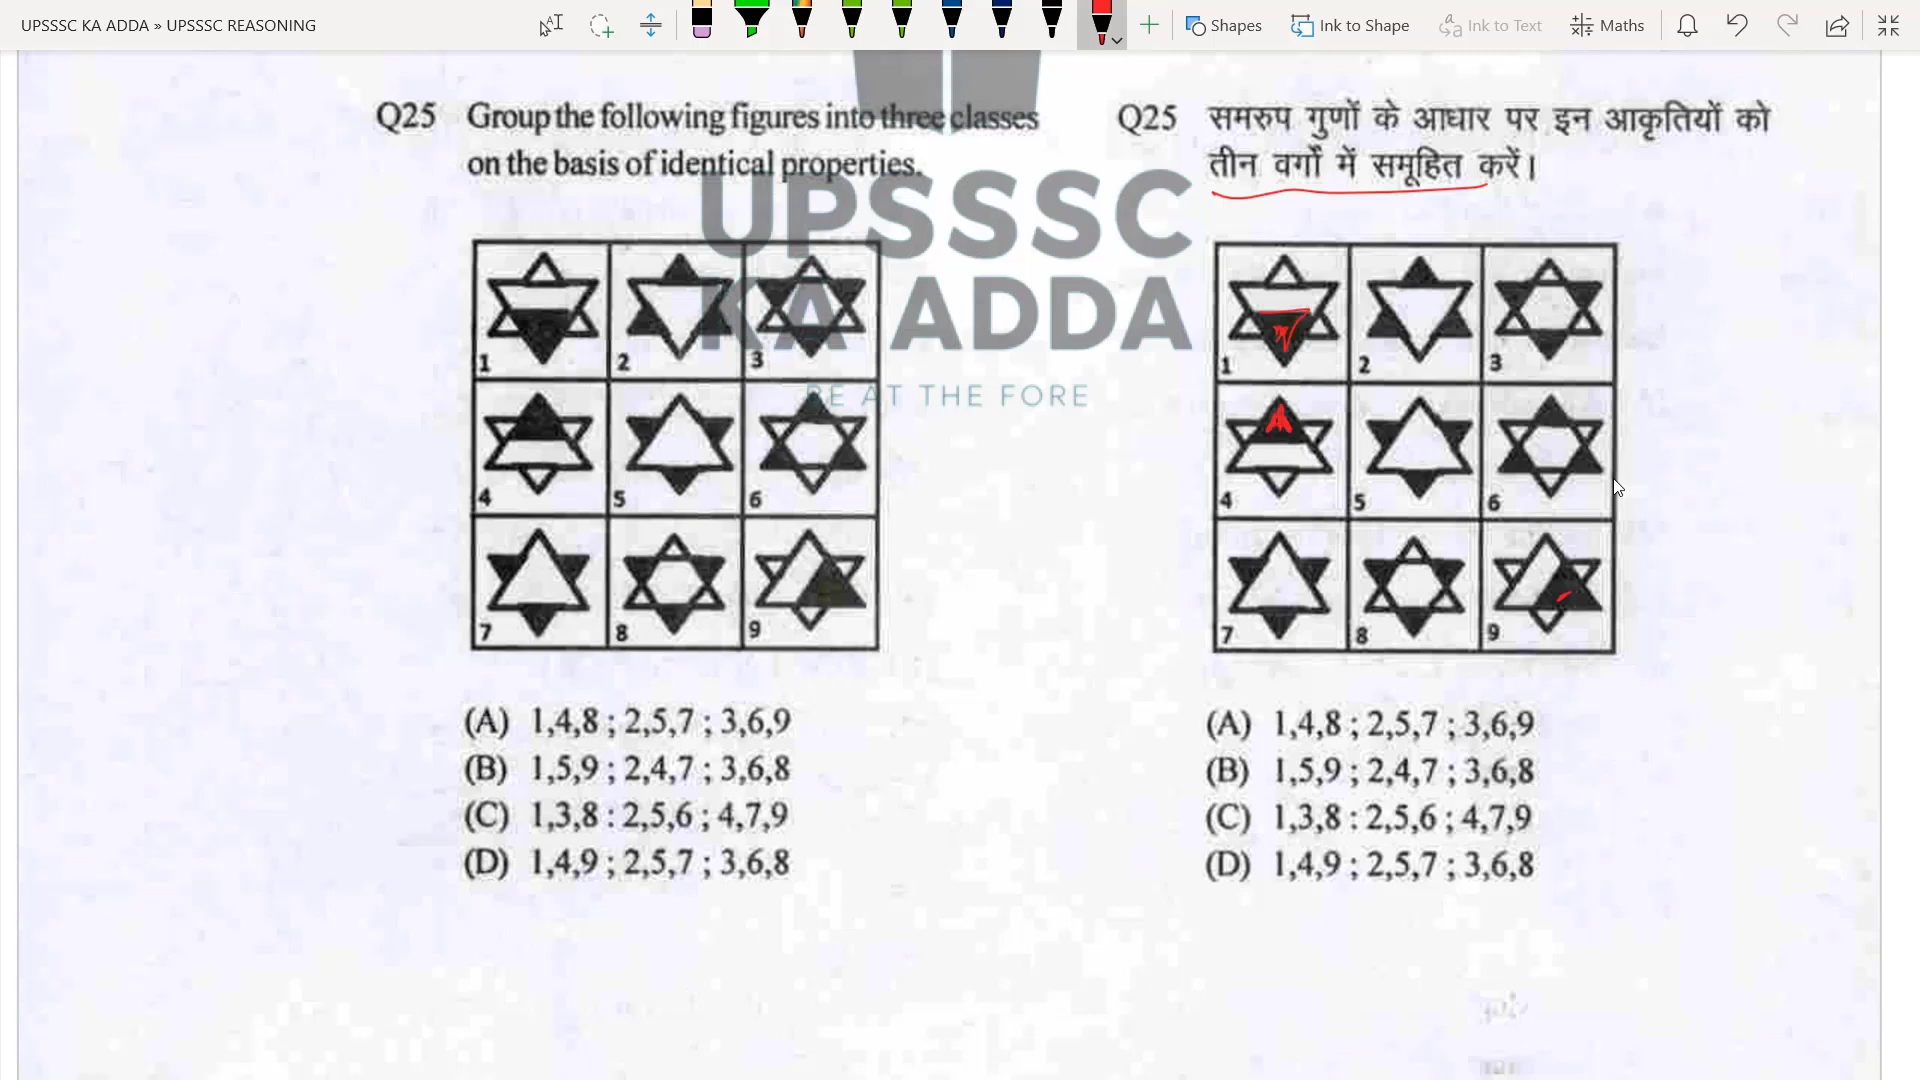 UPSSSC KA ADDA » UPSSSC REASONING
Shapes
Ink to Shape
Ink to Text
Maths
Q25 Group the following figures into three classes
on the basis of identical properties.
1
2
3
4
5
6
7
8
9
(A) 1,4,8 ; 2,5,7 ; 3,6,9
(B) 1,5,9 ; 2,4,7 ; 3,6,8
(C) 1,3,8 : 2,5,6 ; 4,7,9
(D) 1,4,9 ; 2,5,7 ; 3,6,8
UPSSSC
KA ADDA
BE AT THE FORE
Q25 समरुप गुणों के आधार पर इन आकृतियों को
तीन वर्गों में समूहित करें।
1
2
3
4
5
6
7
8
9
(A) 1,4,8 ; 2,5,7 ; 3,6,9
(B) 1,5,9 ; 2,4,7 ; 3,6,8
(C) 1,3,8 : 2,5,6 ; 4,7,9
(D) 1,4,9 ; 2,5,7 ; 3,6,8